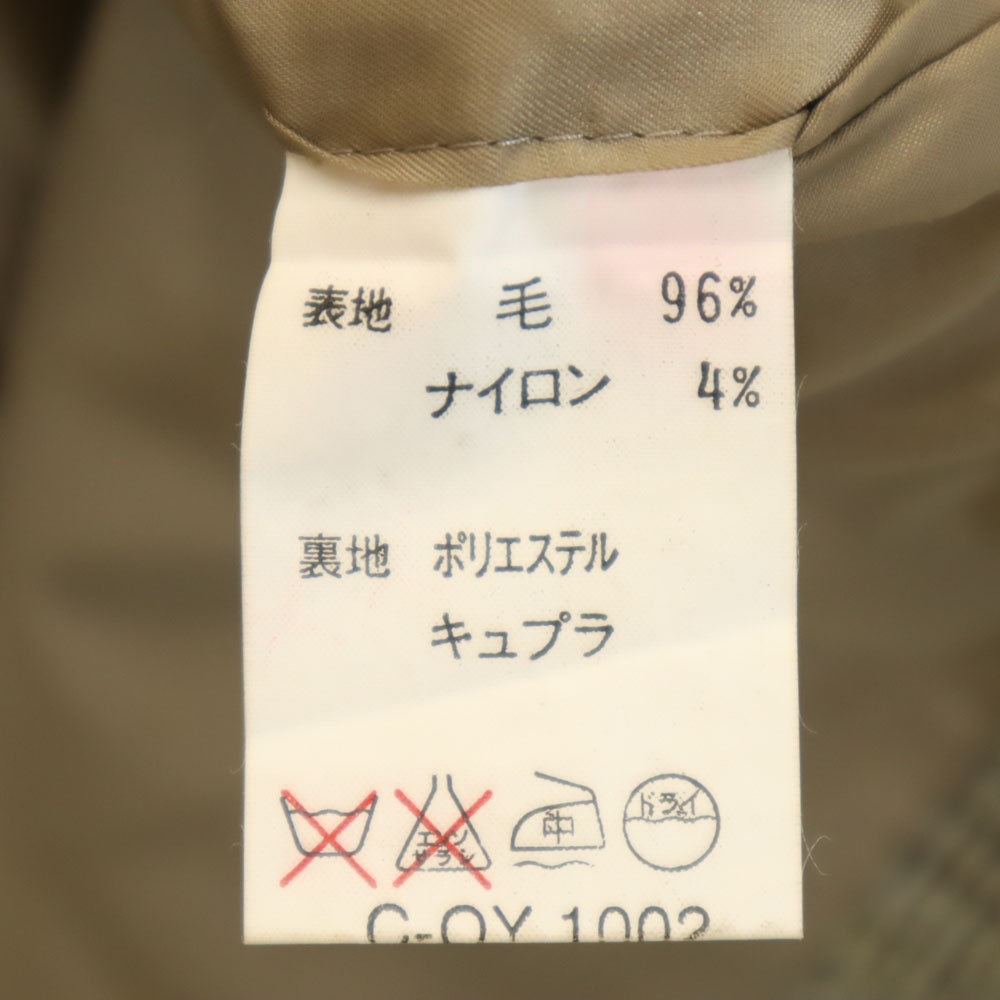 表地 毛 96%
ナイロン 4%
裏地 ポリエステル
キュプラ
エンソ
サラシ
中
ドライ
C-QY 1002